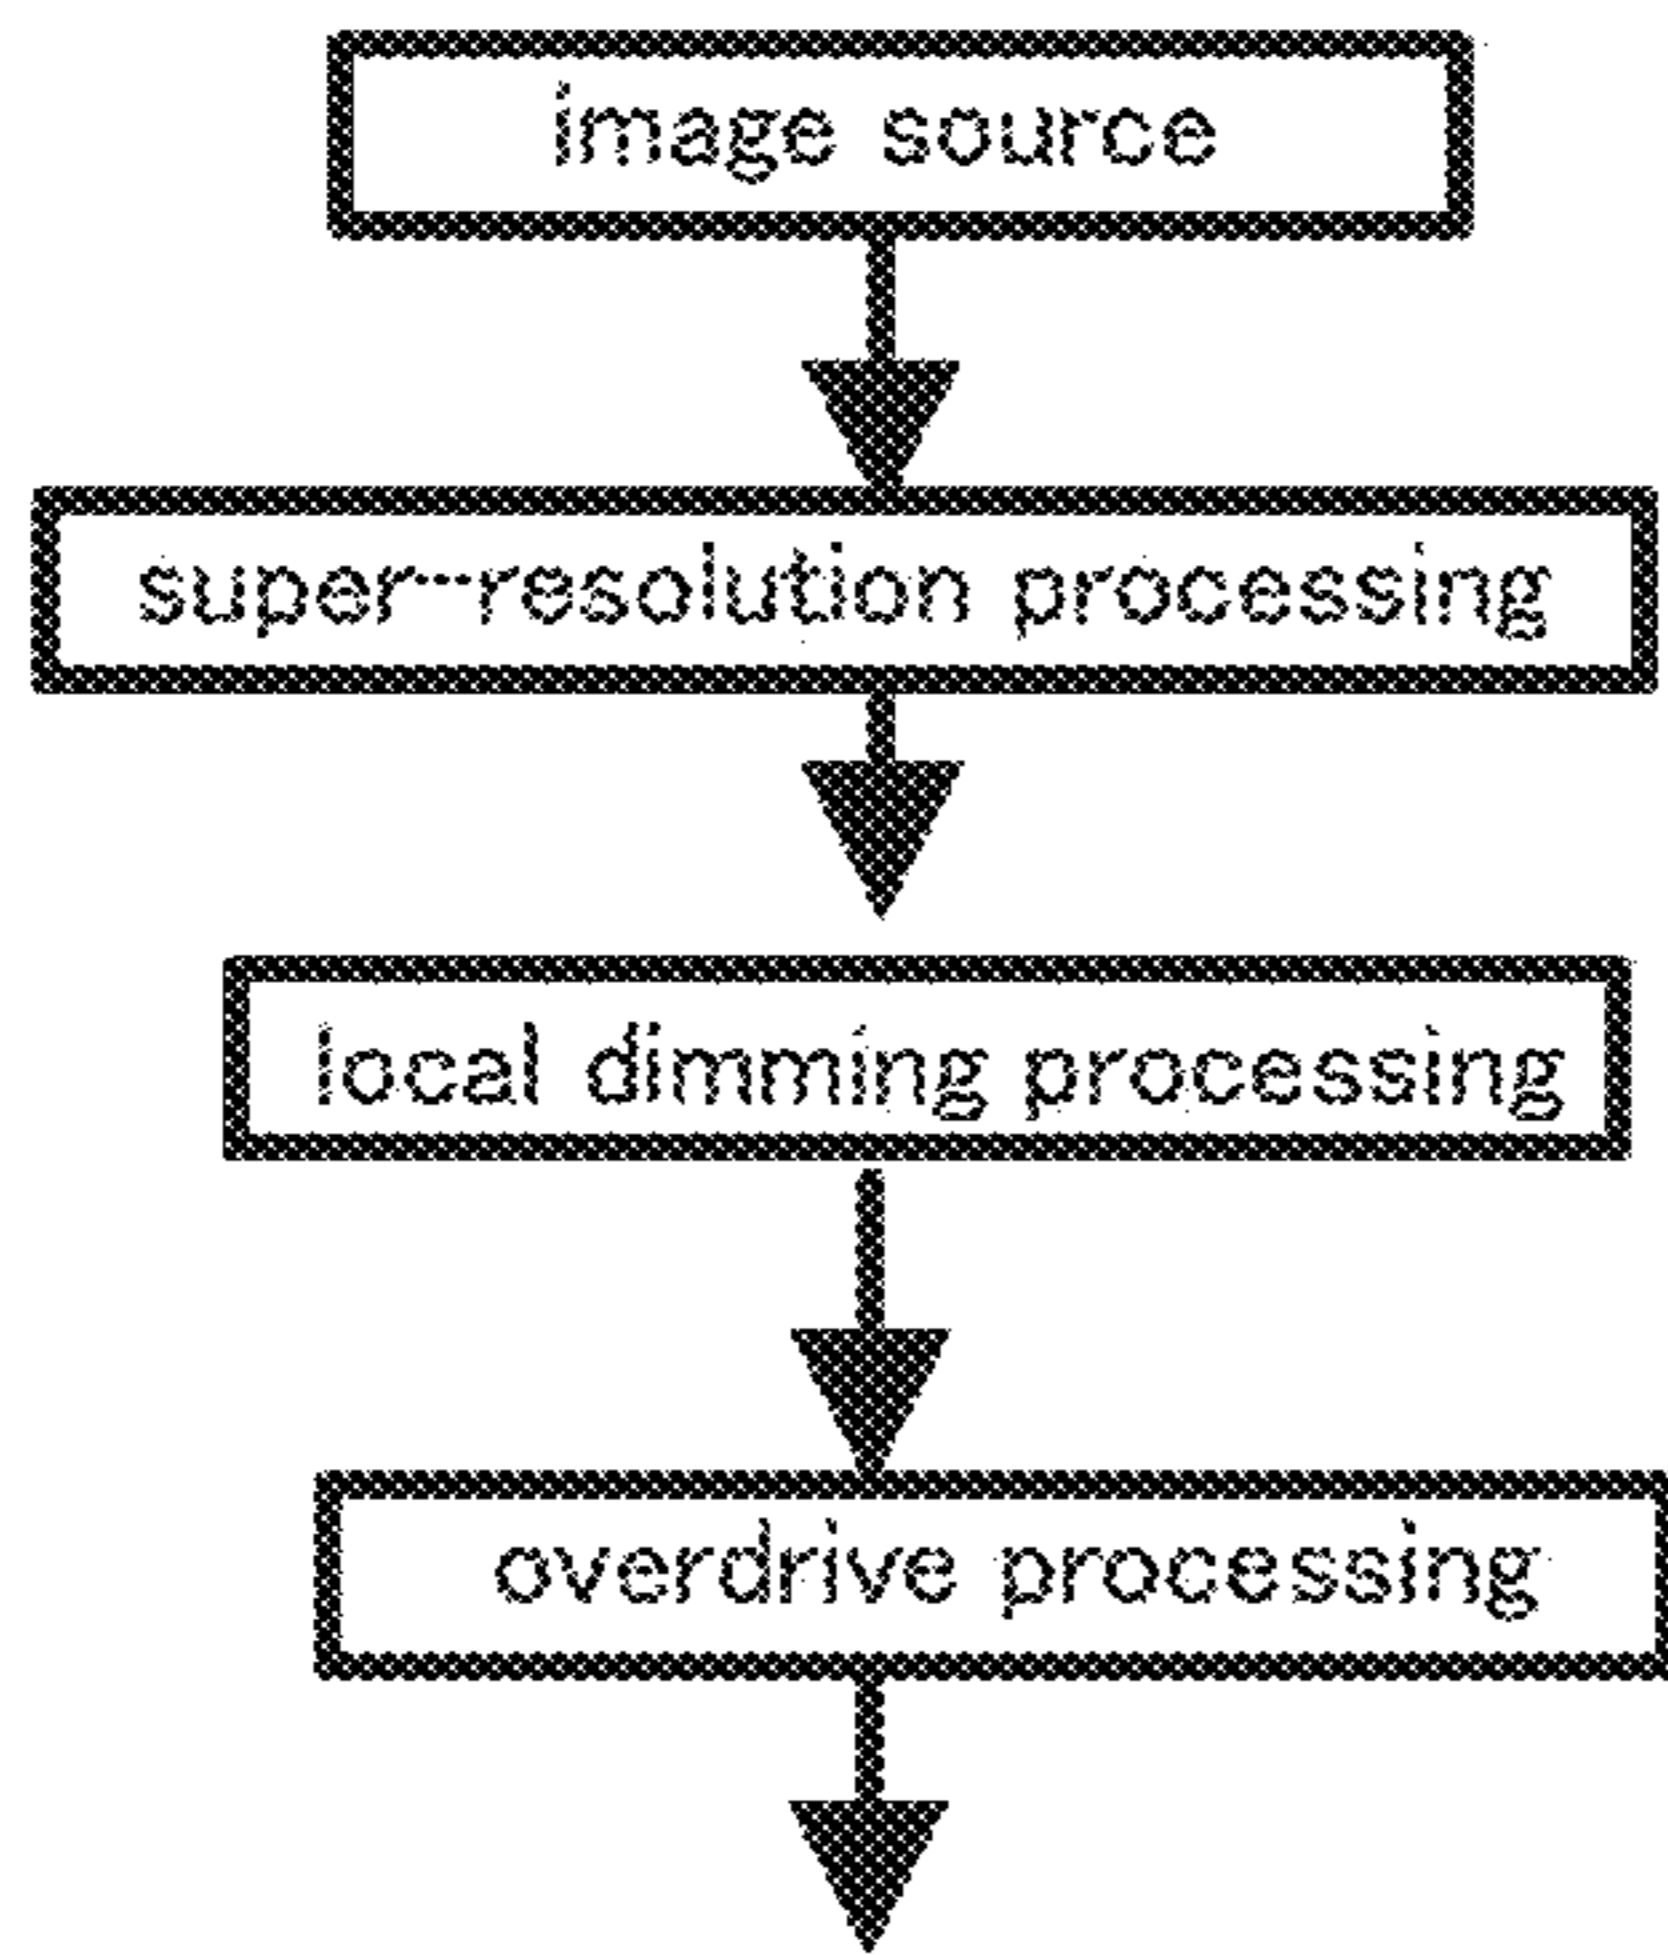 image source
super-resolution processing
local dimming processing
overdrive processing